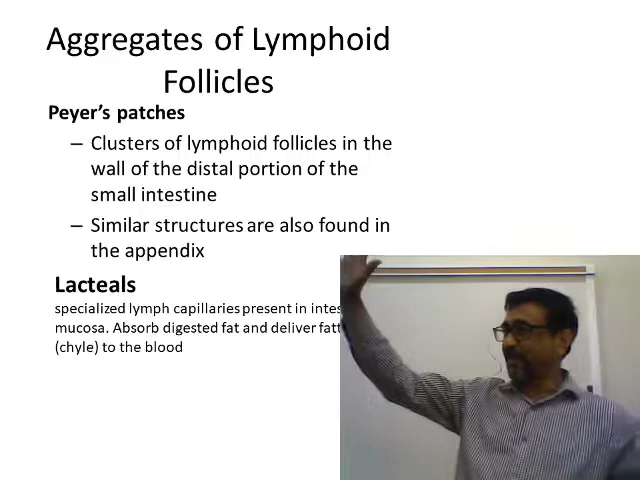 Aggregates of Lymphoid
Follicles
Peyer's patches
– Clusters of lymphoid follicles in the
wall of the distal portion of the
small intestine
– Similar structures are also found in
the appendix
Lacteals
specialized lymph capillaries present in
mucosa. Absorb digested fat and deliver
(chyle) to the blood